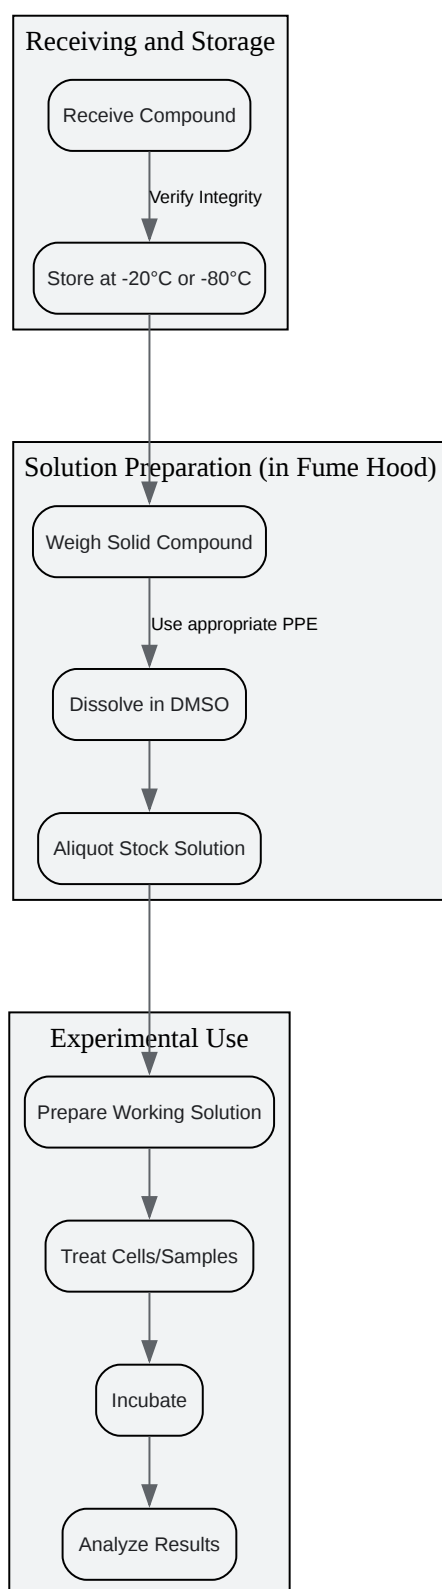 Receiving and Storage
Receive Compound
Verify Integrity
Store at -20°C or -80°C
Solution Preparation (in Fume Hood)
Weigh Solid Compound
Use appropriate PPE
Dissolve in DMSO
Aliquot Stock Solution
Experimental Use
Prepare Working Solution
Treat Cells/Samples
Incubate
Analyze Results